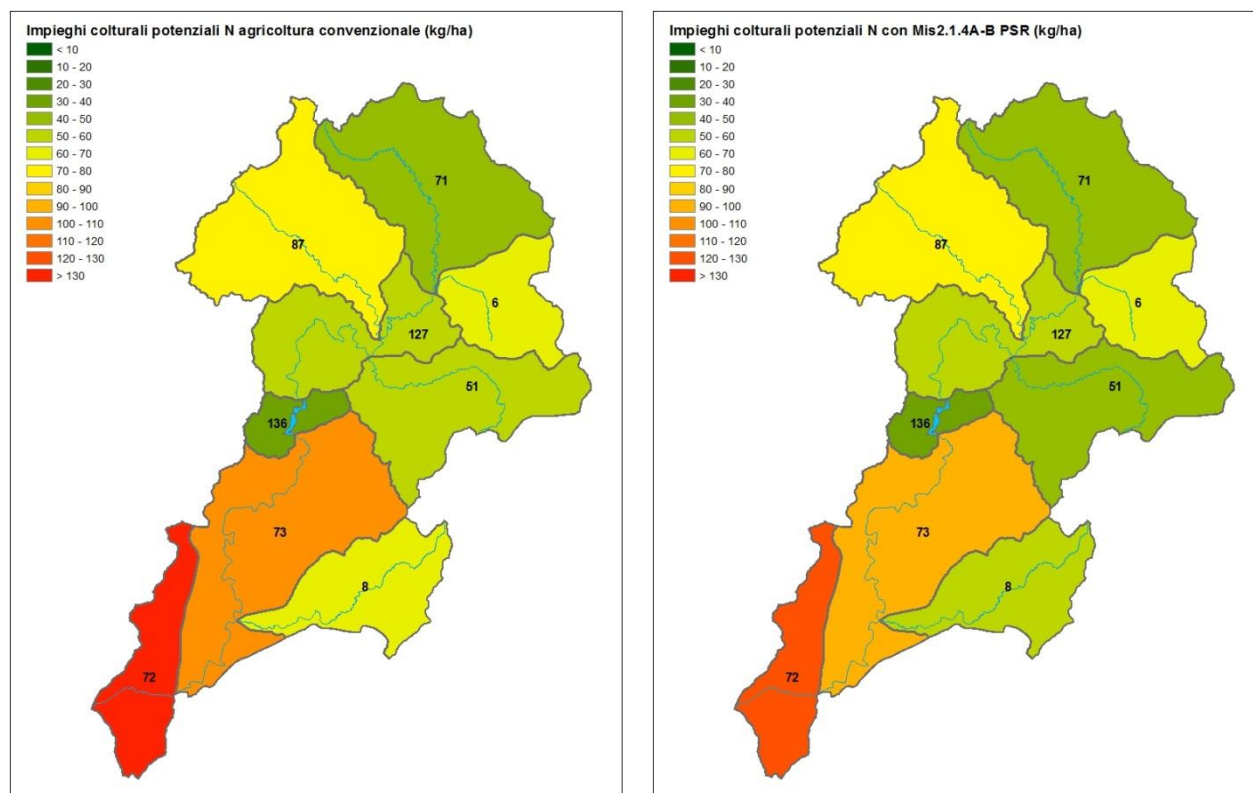 Impieghi colturali potenziali N agricoltura convenzionale (kg/ha)
< 10
10 - 20
20 - 30
30 - 40
40 - 50
50 - 60
60 - 70
70 - 80
80 - 90
90 - 100
100 - 110
110 - 120
120 - 130
> 130
71
87
6
127
51
136
73
8
72
Impieghi colturali potenziali N con Mis2.1.4A-B PSR (kg/ha)
< 10
10 - 20
20 - 30
30 - 40
40 - 50
50 - 60
60 - 70
70 - 80
80 - 90
90 - 100
100 - 110
110 - 120
120 - 130
> 130
71
87
6
127
51
136
73
8
72